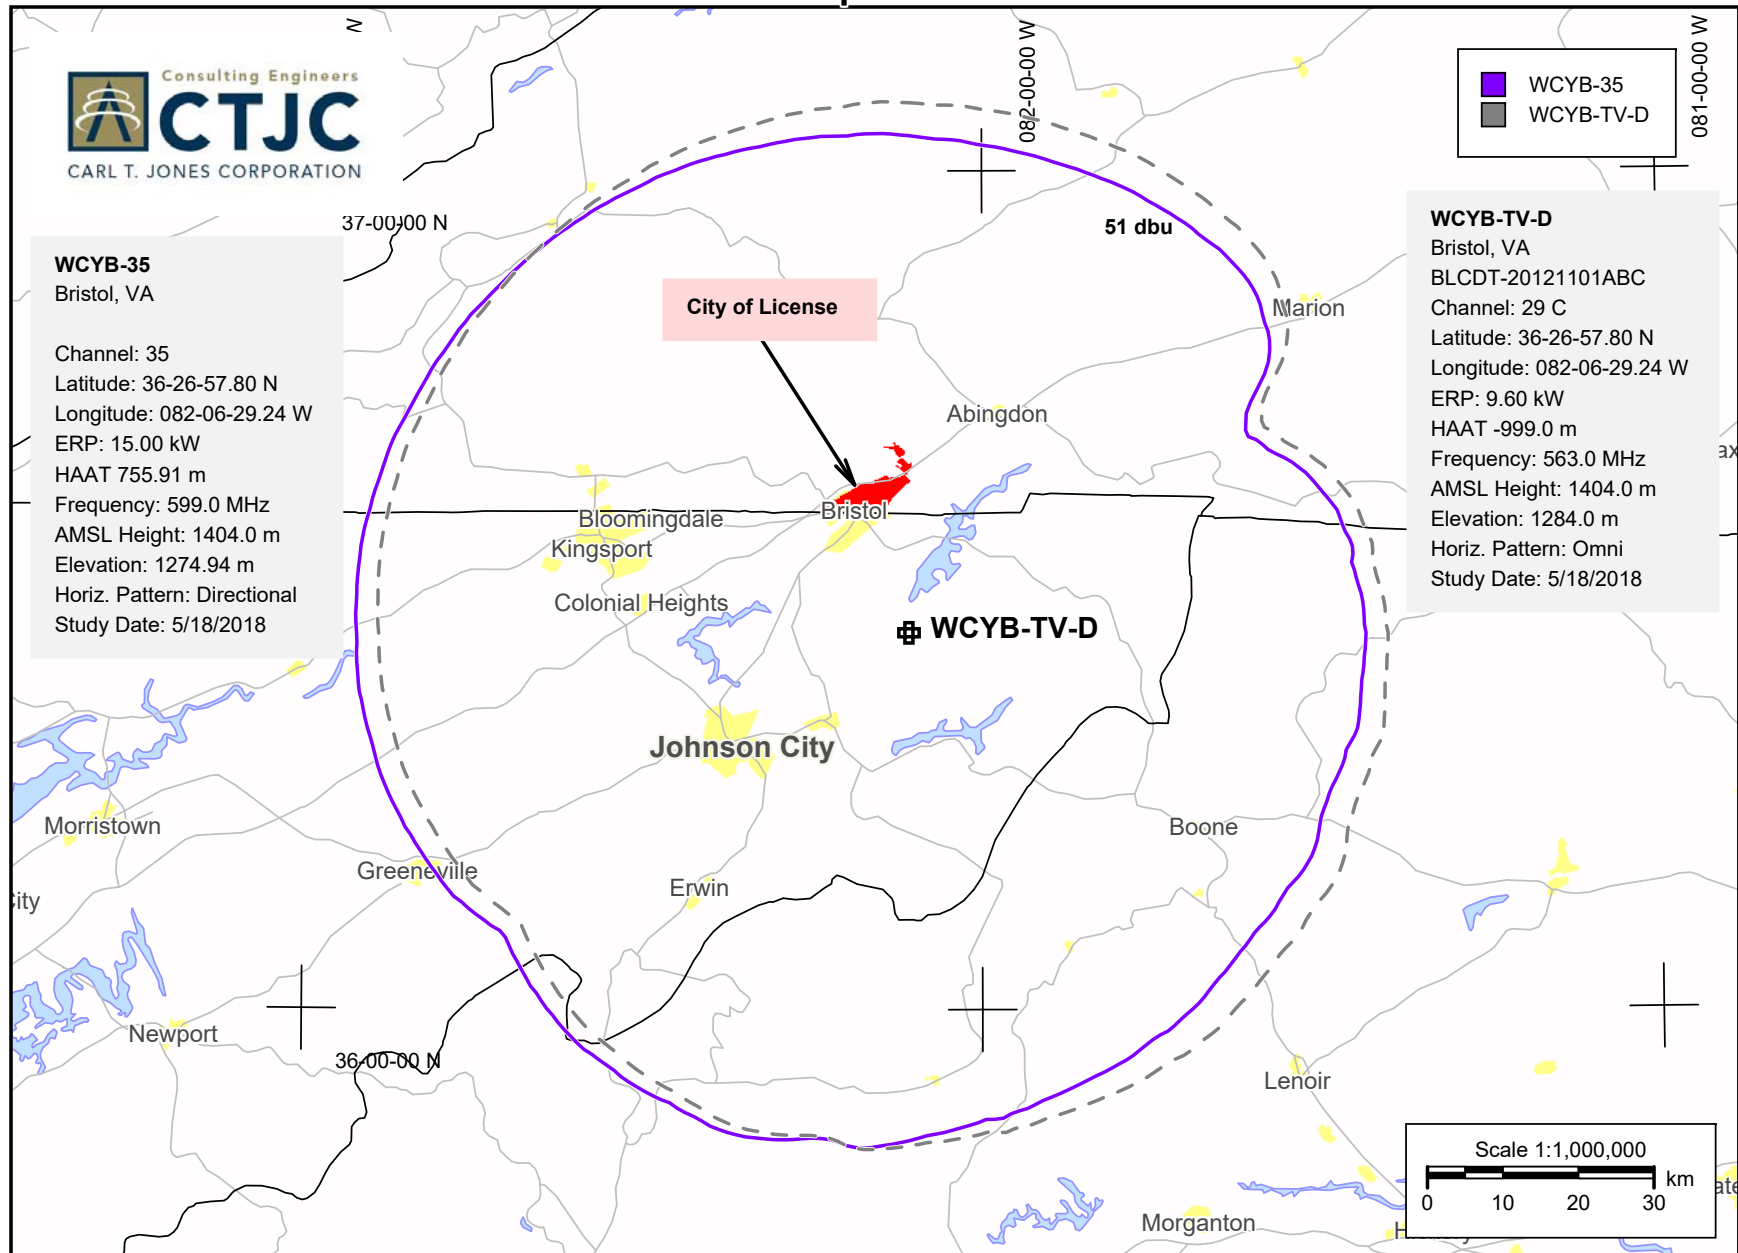 Consulting Engineers
CTJC
CARL T. JONES CORPORATION
N
082-00-00 W
081-00-00 W
WCYB-35
WCYB-TV-D
37-00-00 N
51 dbu
WCYB-35
Bristol, VA
Channel: 35
Latitude: 36-26-57.80 N
Longitude: 082-06-29.24 W
ERP: 15.00 kW
HAAT 755.91 m
Frequency: 599.0 MHz
AMSL Height: 1404.0 m
Elevation: 1274.94 m
Horiz. Pattern: Directional
Study Date: 5/18/2018
City of License
WCYB-TV-D
Bristol, VA
BLCDT-20121101ABC
Channel: 29 C
Latitude: 36-26-57.80 N
Longitude: 082-06-29.24 W
ERP: 9.60 kW
HAAT -999.0 m
Frequency: 563.0 MHz
AMSL Height: 1404.0 m
Elevation: 1284.0 m
Horiz. Pattern: Omni
Study Date: 5/18/2018
Marion
Abingdon
Bristol
Bloomingdale
Kingsport
Colonial Heights
WCYB-TV-D
Johnson City
Morristown
Boone
Greeneville
Erwin
Newport
36-00-00 N
Lenoir
Morganton
Scale 1:1,000,000
km
0 10 20 30